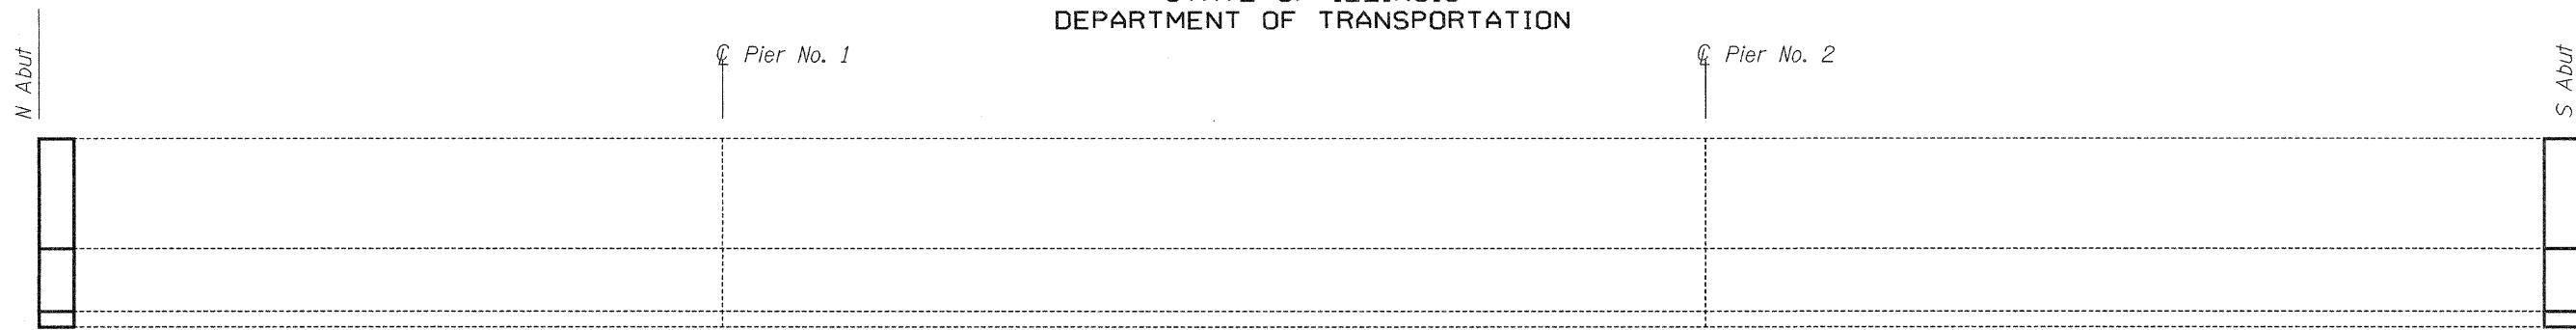 DEPARTMENT OF TRANSPORTATION
N Abut
℄ Pier No. 1
℄ Pier No. 2
S Abut